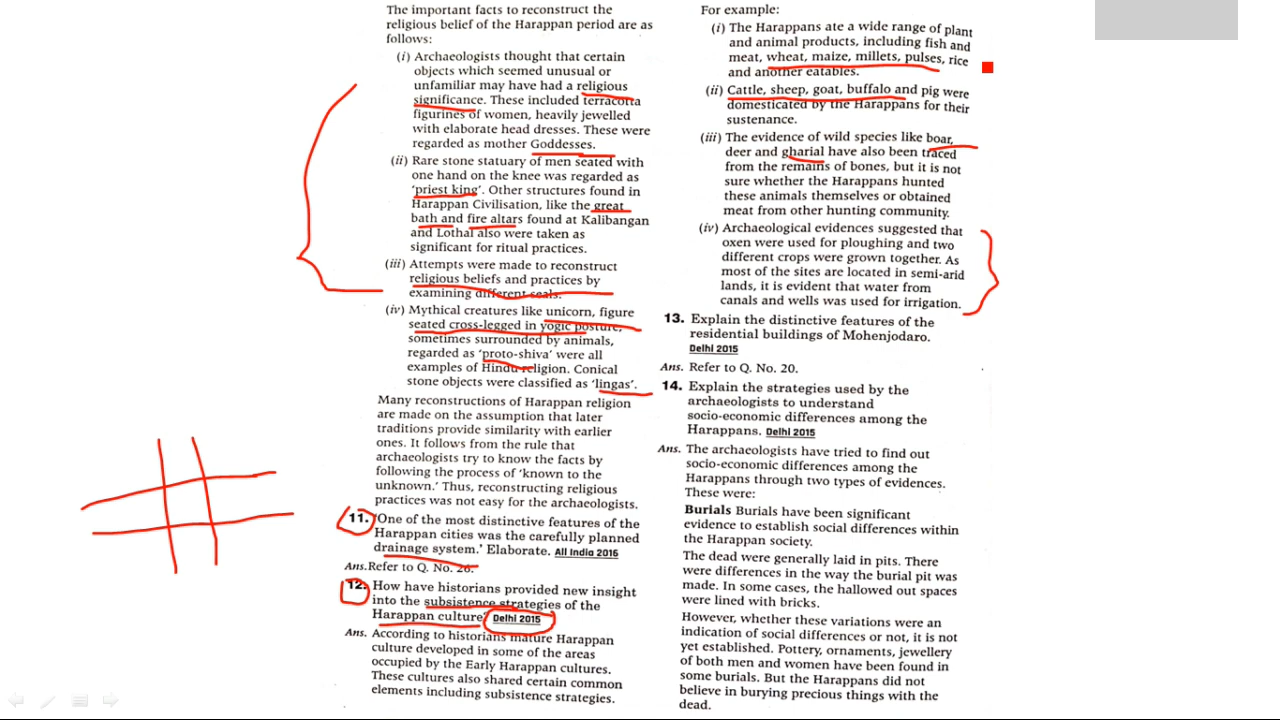 The important facts to reconstruct the
religious belief of the Harappan period are as
follows:
(i) Archaeologists thought that certain
objects which seemed unusual or
unfamiliar may have had a religious
significance. These included terracotta
figurines of women, heavily jewelled
with elaborate head dresses. These were
regarded as mother Goddesses.
(ii) Rare stone statuary of men seated with
one hand on the knee was regarded as
'priest king'. Other structures found in
Harappan Civilisation, like the great
bath and fire altars found at Kalibangan
and Lothal also were taken as
significant for ritual practices.
(iii) Attempts were made to reconstruct
religious beliefs and practices by
examining different seals.
(iv) Mythical creatures like unicorn, figure
seated cross-legged in yogic posture,
sometimes surrounded by animals,
regarded as 'proto-shiva' were all
examples of Hindu religion. Conical
stone objects were classified as 'lingas'.
Many reconstructions of Harappan religion
are made on the assumption that later
traditions provide similarity with earlier
ones. It follows from the rule that
archaeologists try to know the facts by
following the process of 'known to the
unknown.' Thus, reconstructing religious
practices was not easy for the archaeologists.
11. 'One of the most distinctive features of the
Harappan cities was the carefully planned
drainage system.' Elaborate. All India 2016
Ans. Refer to Q. No. 26.
12. How have historians provided new insight
into the subsistence strategies of the
Harappan culture? Delhi 2015
Ans. According to historians mature Harappan
culture developed in some of the areas
occupied by the Early Harappan cultures.
These cultures also shared certain common
elements including subsistence strategies.
For example:
(i) The Harappans ate a wide range of plant
and animal products, including fish and
meat, wheat, maize, millets, pulses, rice
and another eatables.
(ii) Cattle, sheep, goat, buffalo and pig were
domesticated by the Harappans for their
sustenance.
(iii) The evidence of wild species like boar,
deer and gharial have also been traced
from the remains of bones, but it is not
sure whether the Harappans hunted
these animals themselves or obtained
meat from other hunting community.
(iv) Archaeological evidences suggested that
oxen were used for ploughing and two
different crops were grown together. As
most of the sites are located in semi-arid
lands, it is evident that water from
canals and wells was used for irrigation.
13. Explain the distinctive features of the
residential buildings of Mohenjodaro.
Delhi 2015
Ans. Refer to Q. No. 20.
14. Explain the strategies used by the
archaeologists to understand
socio-economic differences among the
Harappans. Delhi 2015
Ans. The archaeologists have tried to find out
socio-economic differences among the
Harappans through two types of evidences.
These were:
Burials Burials have been significant
evidence to establish social differences within
the Harappan society.
The dead were generally laid in pits. There
were differences in the way the burial pit was
made. In some cases, the hallowed out spaces
were lined with bricks.
However, whether these variations were an
indication of social differences or not, it is not
yet established. Pottery, ornaments, jewellery
of both men and women have been found in
some burials. But the Harappans did not
believe in burying precious things with the
dead.